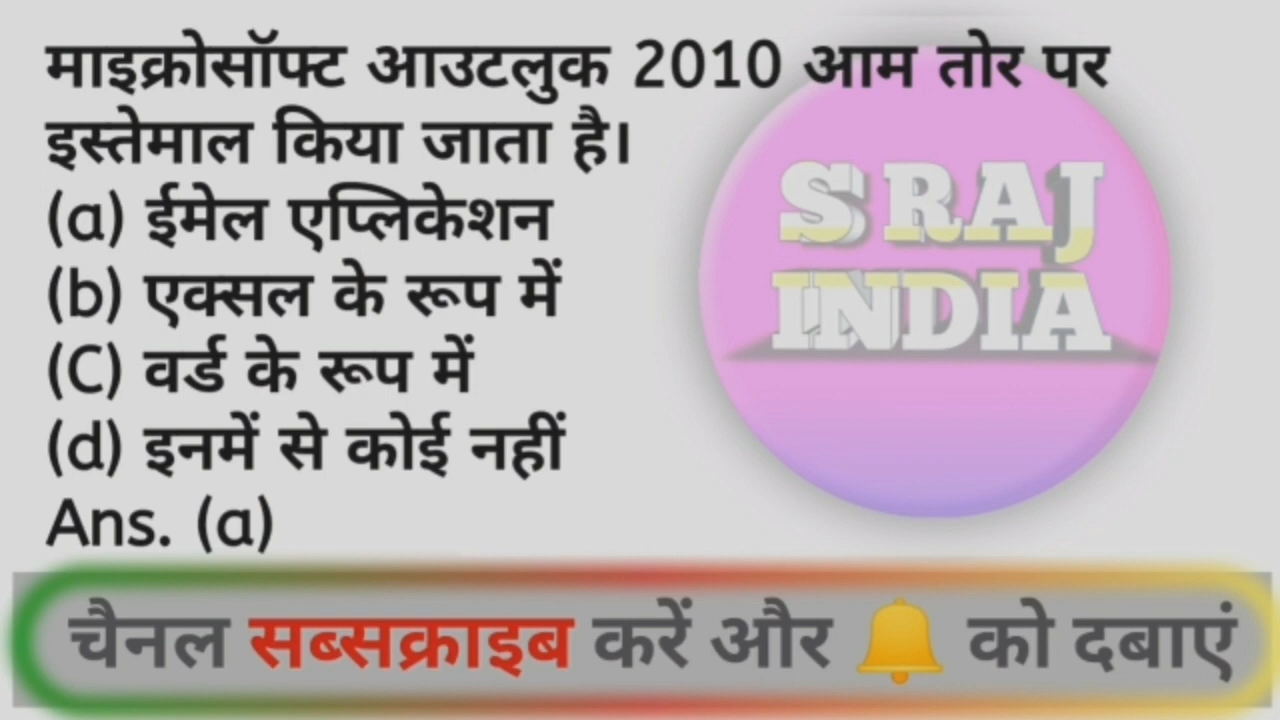 माइक्रोसॉफ्ट आउटलुक 2010 आम तोर पर
इस्तेमाल किया जाता है।
(a) ईमेल एप्लिकेशन
(b) एक्सल के रूप में
(C) वर्ड के रूप में
(d) इनमें से कोई नहीं
Ans. (a)
S RAJ
INDIA
चैनल सब्सक्राइब करें और 🔔 को दबाएं